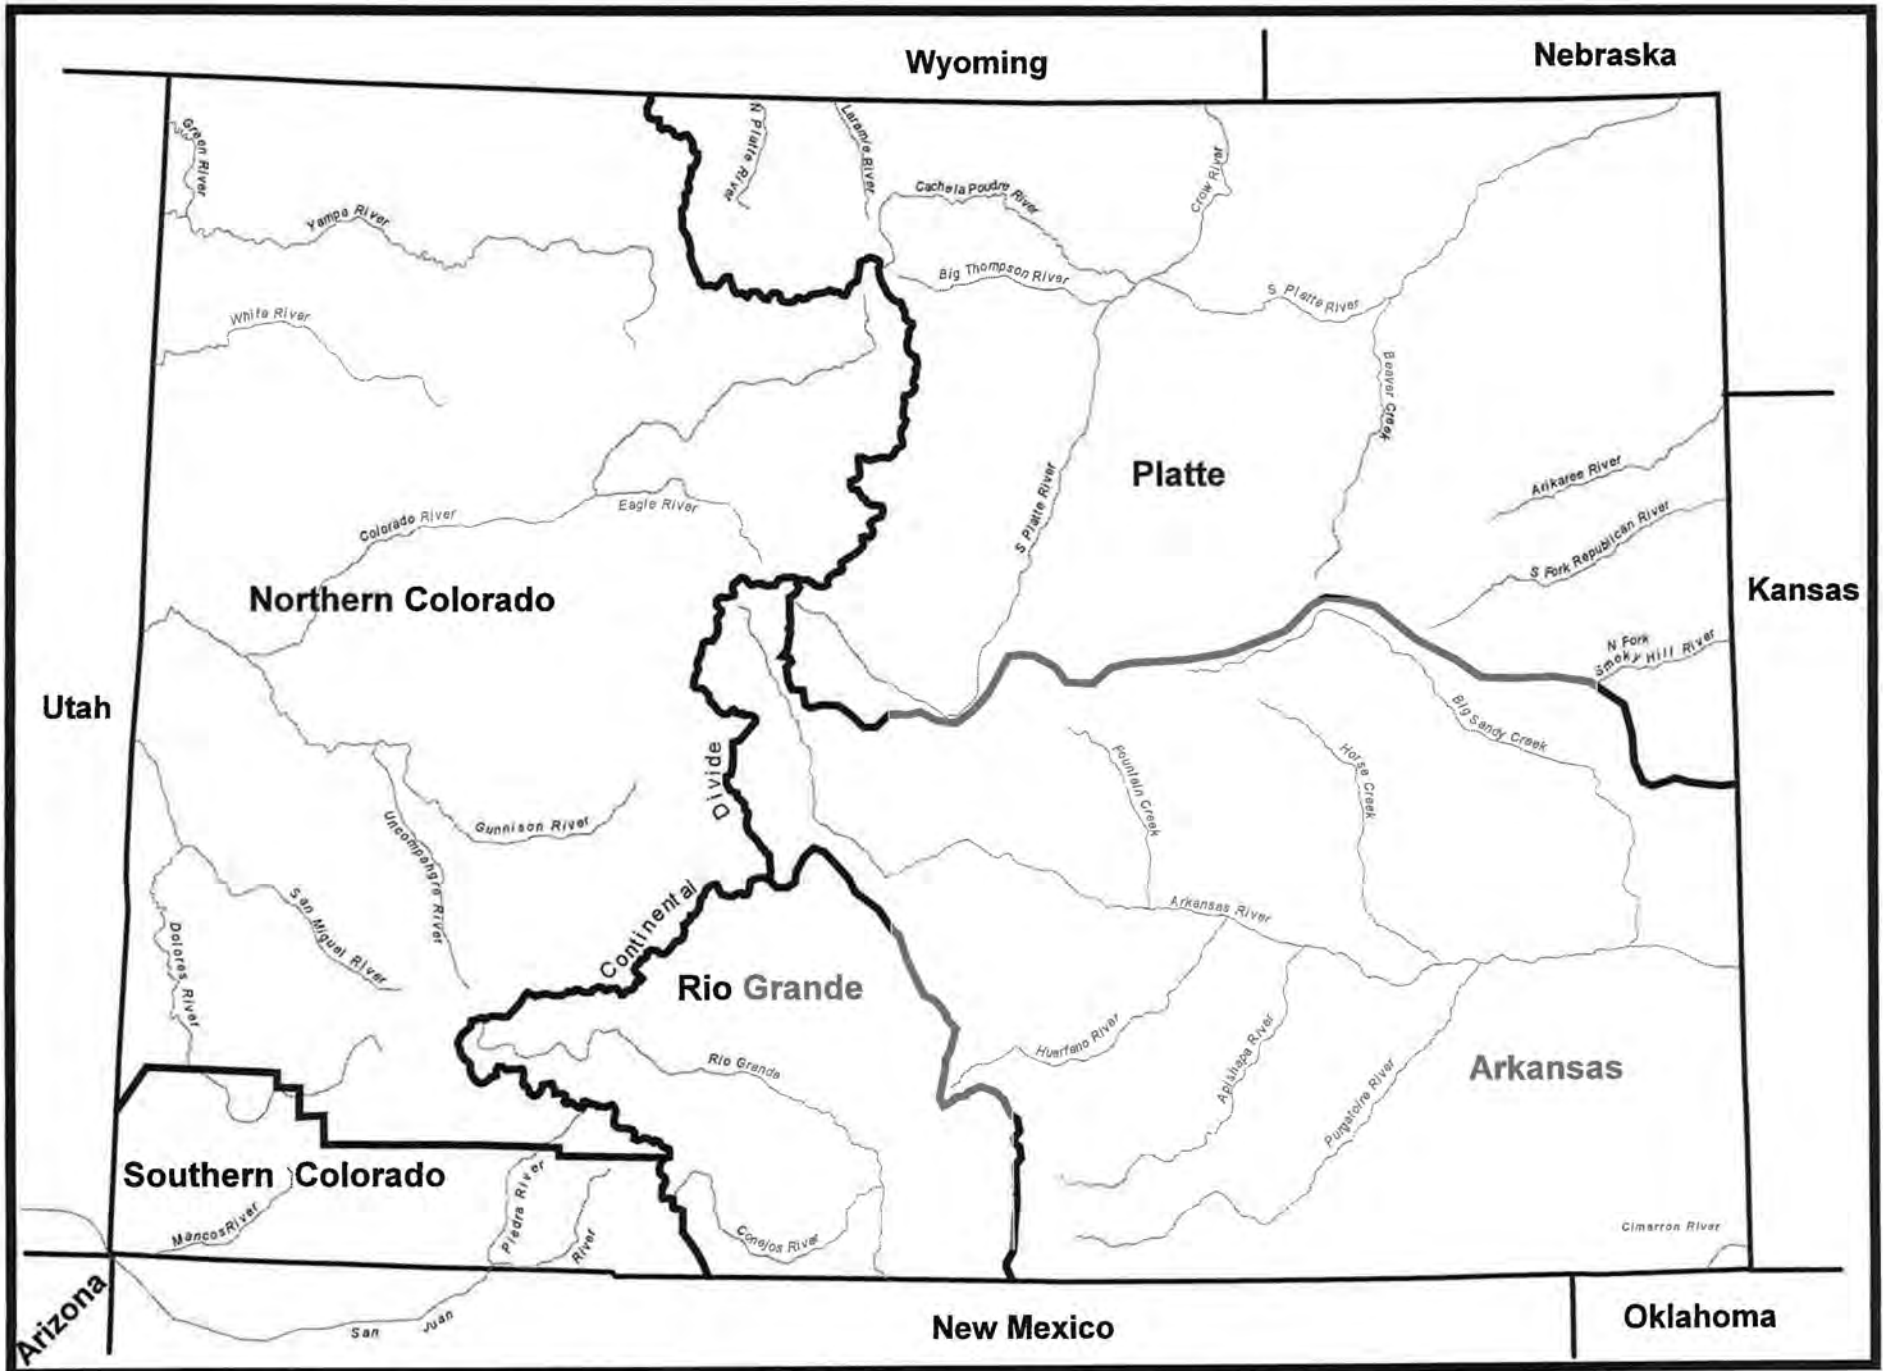 Wyoming
Nebraska
N Platte River
Laramie River
Green River
Cache la Poudre River
Crow River
Yampa River
Big Thompson River
S Platte River
White River
Beaver Creek
Platte
Arikaree River
S Platte River
Eagle River
Colorado River
S Fork Republican River
Northern Colorado
Kansas
N Fork
Smoky Hill River
Utah
Big Sandy Creek
Divide
Fountain Creek
Horse Creek
Gunnison River
Uncompahgre River
San Miguel River
Continental
Arkansas River
Dolores River
Rio Grande
Huerfano River
Rio Grande
Apishapa River
Purgatoire River
Arkansas
Southern Colorado
Mancos River
Piedra River
River
Conejos River
Cimarron River
Arizona
San Juan
New Mexico
Oklahoma